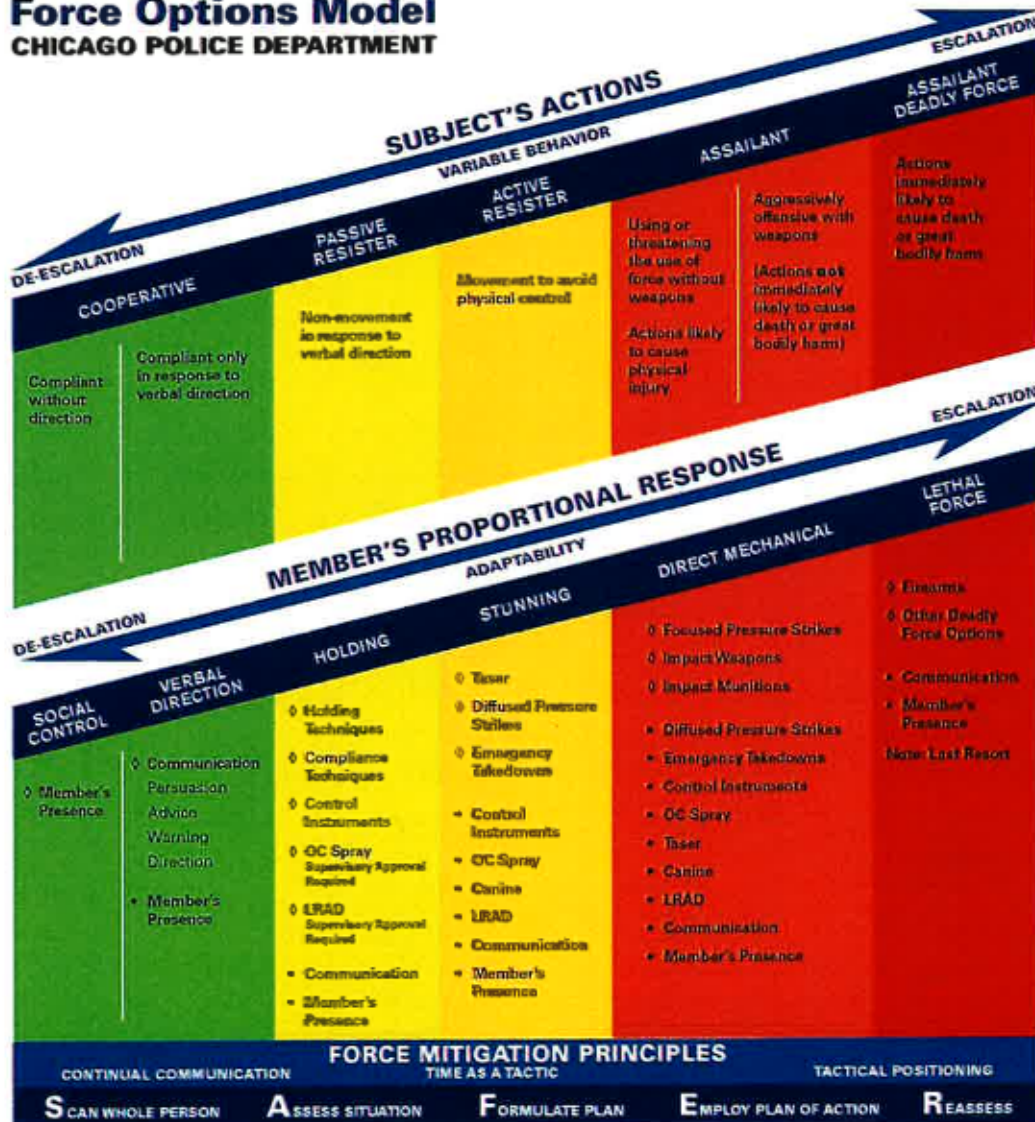 Force Options Model
CHICAGO POLICE DEPARTMENT
SUBJECT'S ACTIONS
VARIABLE BEHAVIOR
DE-ESCALATION
ESCALATION
COOPERATIVE
PASSIVE
RESISTER
ACTIVE
RESISTER
ASSAILANT
ASSAILANT
DEADLY FORCE
Compliant
without
direction
Compliant only
in response to
verbal direction
Non-movement
in response to
verbal direction
Movement to avoid
physical control
Using or
threatening
the use of
force without
weapons
Actions likely
to cause
physical
injury
Aggressively
offensive with
weapons
(Actions not
immediately
likely to cause
death or great
bodily harm)
Actions
immediately
likely to
cause death
or great
bodily harm
MEMBER'S PROPORTIONAL RESPONSE
ADAPTABILITY
DE-ESCALATION
ESCALATION
SOCIAL
CONTROL
VERBAL
DIRECTION
HOLDING
STUNNING
DIRECT MECHANICAL
LETHAL
FORCE
◊ Member's
Presence
◊ Communication
Persuasion
Advice
Warning
Direction
• Member's
Presence
◊ Holding
Techniques
◊ Compliance
Techniques
◊ Control
Instruments
◊ OC Spray
Supervisory Approval
Required
◊ LRAD
Supervisory Approval
Required
• Communication
• Member's
Presence
◊ Taser
◊ Diffused Pressure
Strikes
◊ Emergency
Takedowns
• Control
Instruments
• OC Spray
• Canine
• LRAD
• Communication
• Member's
Presence
◊ Focused Pressure Strikes
◊ Impact Weapons
◊ Impact Munitions
• Diffused Pressure Strikes
• Emergency Takedowns
• Control Instruments
• OC Spray
• Taser
• Canine
• LRAD
• Communication
• Member's Presence
◊ Firearms
◊ Other Deadly
Force Options
• Communication
• Member's
Presence
Note: Last Resort
FORCE MITIGATION PRINCIPLES
CONTINUAL COMMUNICATION
TIME AS A TACTIC
TACTICAL POSITIONING
SCAN WHOLE PERSON
ASSESS SITUATION
FORMULATE PLAN
EMPLOY PLAN OF ACTION
REASSESS